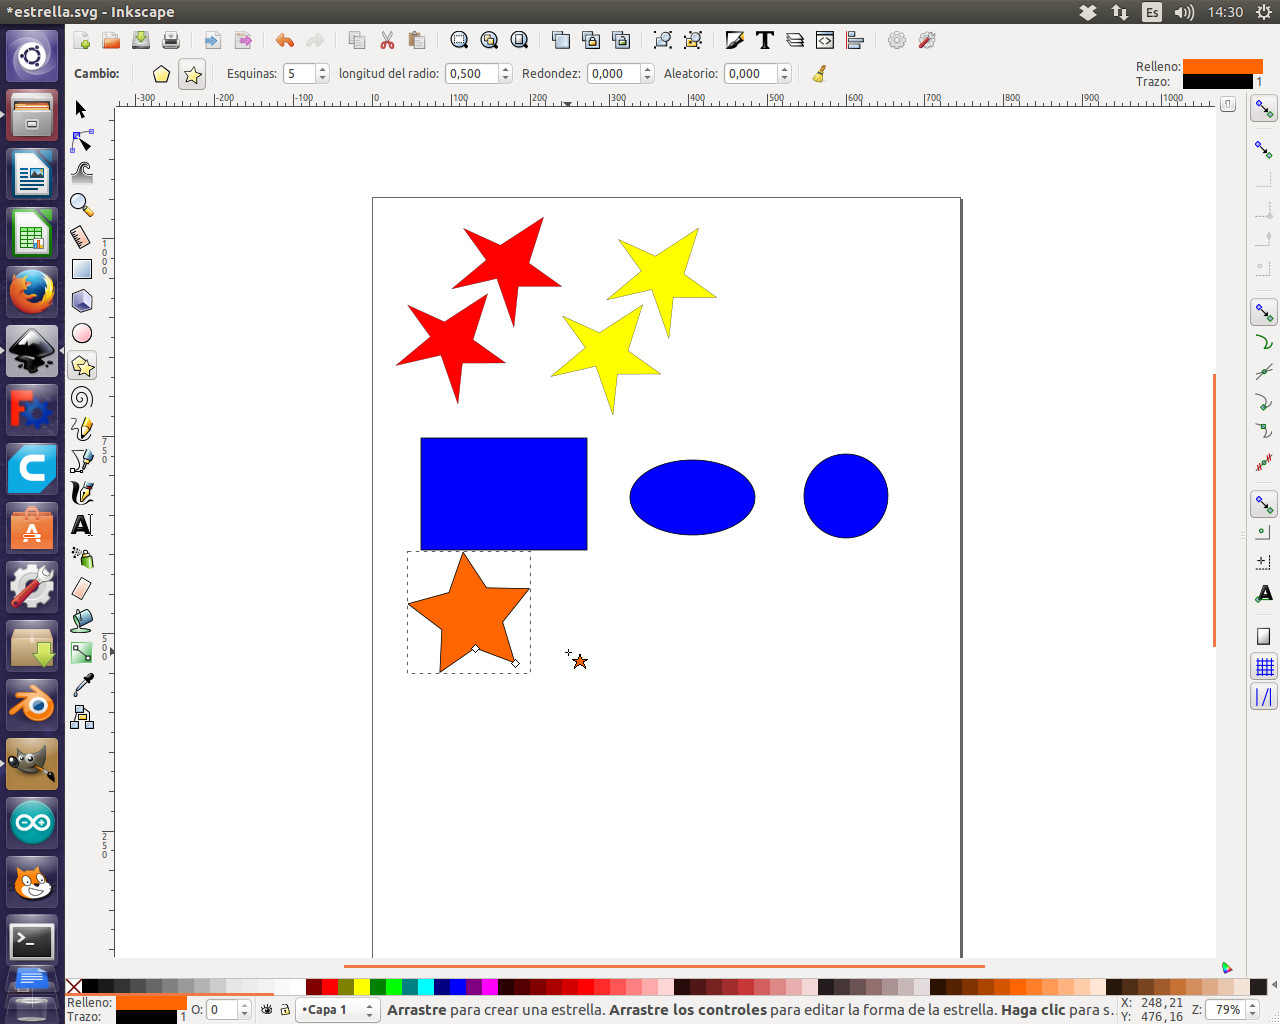 *estrella.svg - Inkscape
Es
14:30
Cambio:
Esquinas: 5
longitud del radio: 0,500
Redondez: 0,000
Aleatorio: 0,000
Relleno:
Trazo: 1
-300 -200 -100 0 100 200 300 400 500 600 700 800 900 1000
1000
750
500
250
Relleno:
Trazo: 1
O: 0
•Capa 1
Arrastre para crear una estrella. Arrastre los controles para editar la forma de la estrella. Haga clic para s…
X: 248,21
Y: 476,16
Z: 79%